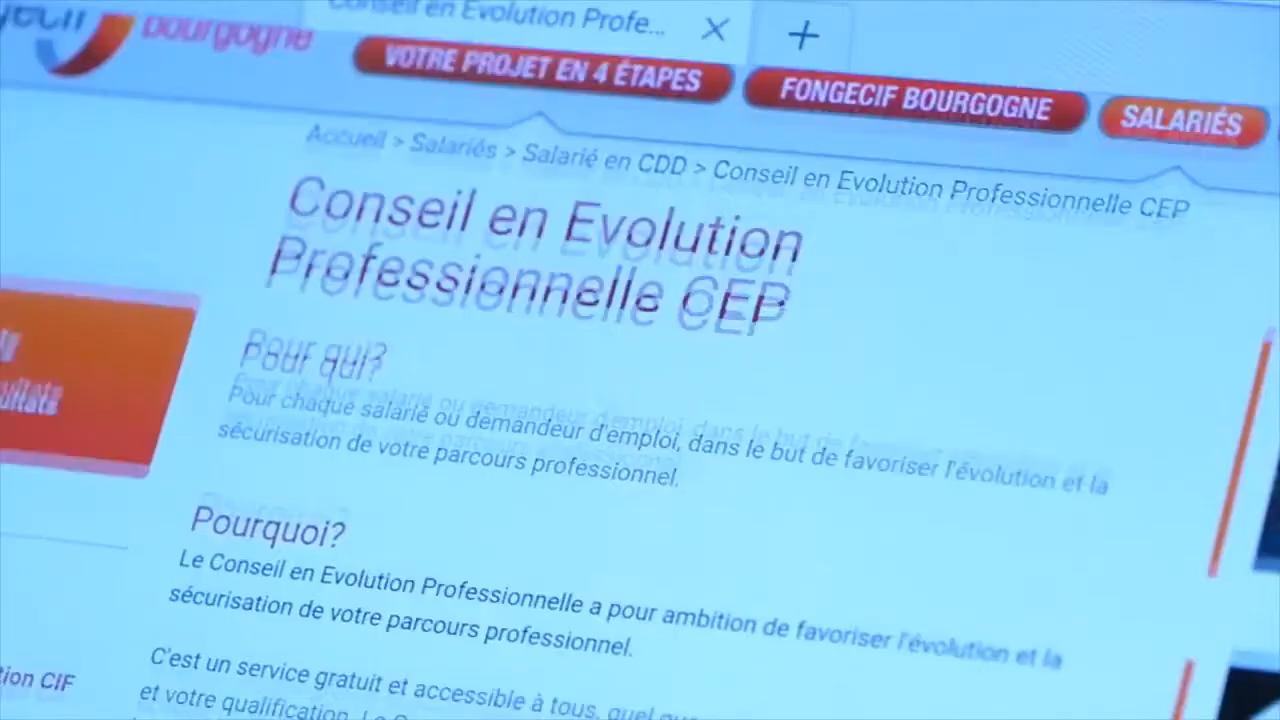 Conseil en Evolution Profe...
bourgogne
VOTRE PROJET EN 4 ÉTAPES
FONGECIF BOURGOGNE
SALARIÉS
Accueil > Salariés > Salarié en CDD > Conseil en Evolution Professionnelle CEP
Conseil en Evolution
Professionnelle CEP
Pour qui?
Pour chaque salarié ou demandeur d'emploi, dans le but de favoriser l'évolution et la
sécurisation de votre parcours professionnel.
Pourquoi?
Le Conseil en Evolution Professionnelle a pour ambition de favoriser l'évolution et la
sécurisation de votre parcours professionnel.
C'est un service gratuit et accessible à tous, quel
et votre qualification.
CIF